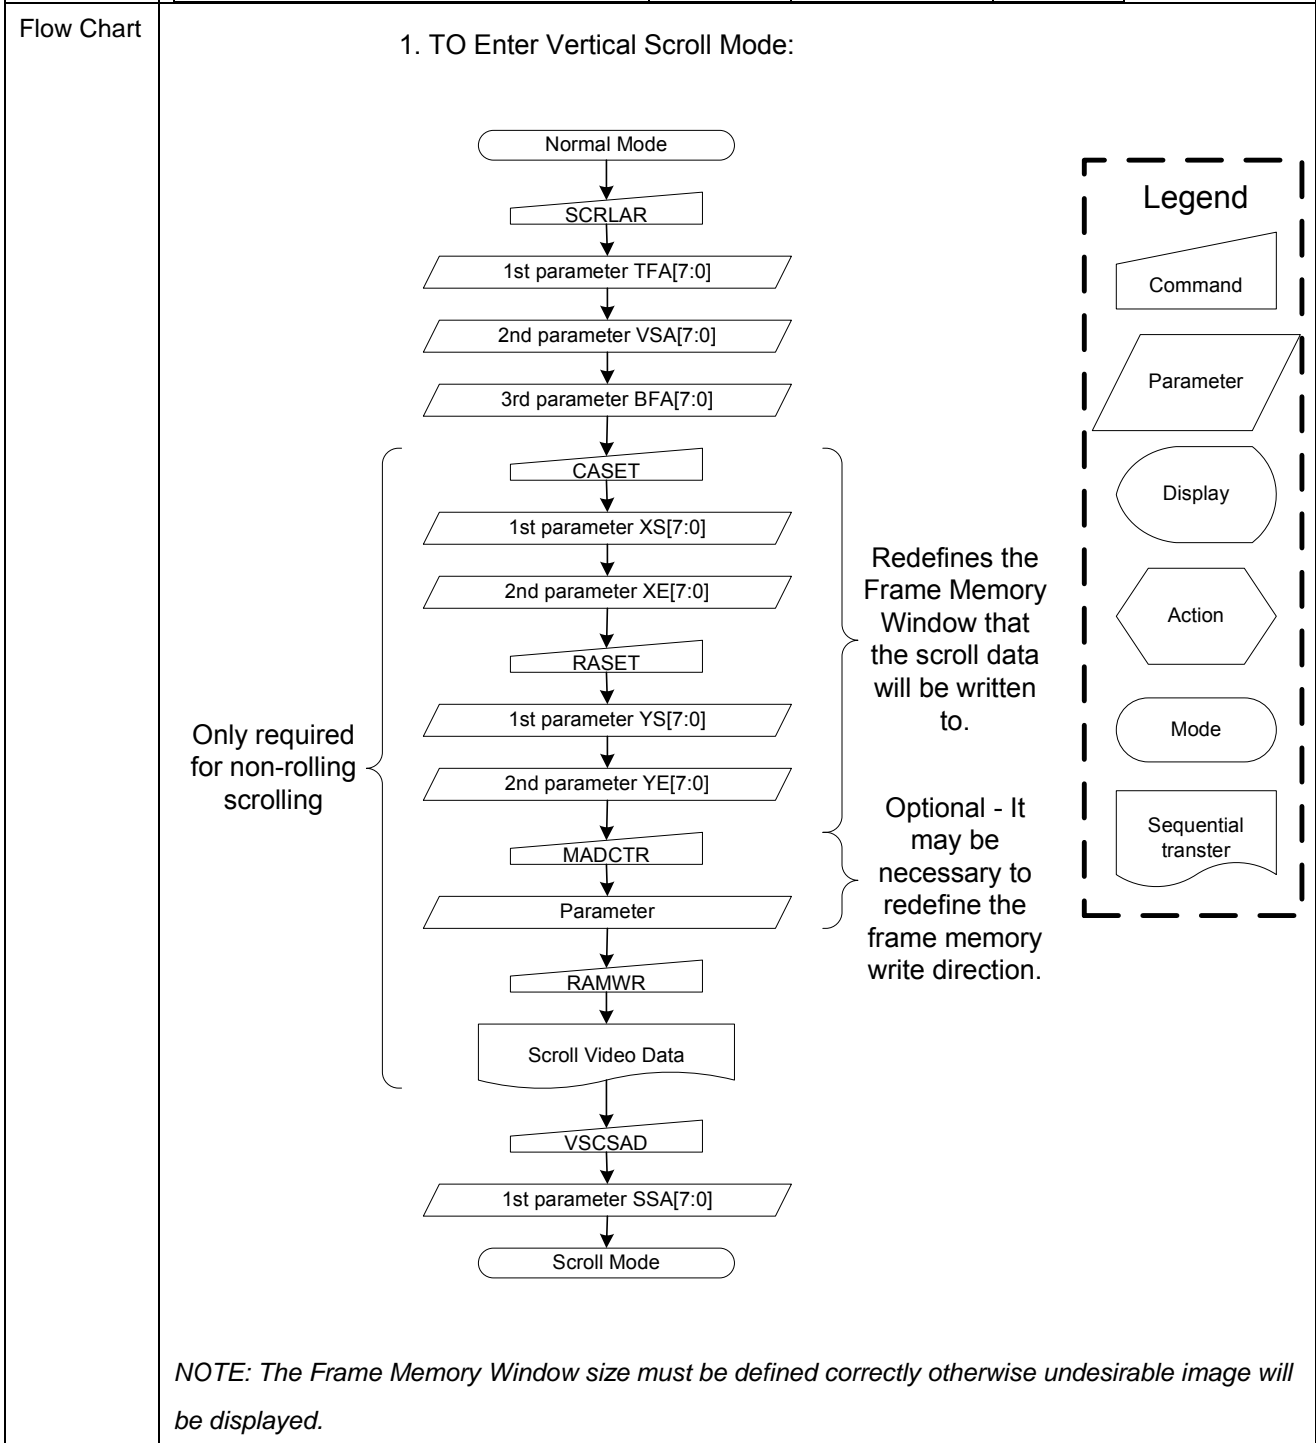 Flow Chart
1. TO Enter Vertical Scroll Mode:
Normal Mode
SCRLAR
1st parameter TFA[7:0]
2nd parameter VSA[7:0]
3rd parameter BFA[7:0]
CASET
1st parameter XS[7:0]
2nd parameter XE[7:0]
RASET
1st parameter YS[7:0]
2nd parameter YE[7:0]
MADCTR
Parameter
RAMWR
Scroll Video Data
VSCSAD
1st parameter SSA[7:0]
Scroll Mode
Only required
for non-rolling
scrolling
Redefines the
Frame Memory
Window that
the scroll data
will be written
to.
Optional - It
may be
necessary to
redefine the
frame memory
write direction.
Legend
Command
Parameter
Display
Action
Mode
Sequential
transter
NOTE: The Frame Memory Window size must be defined correctly otherwise undesirable image will
be displayed.